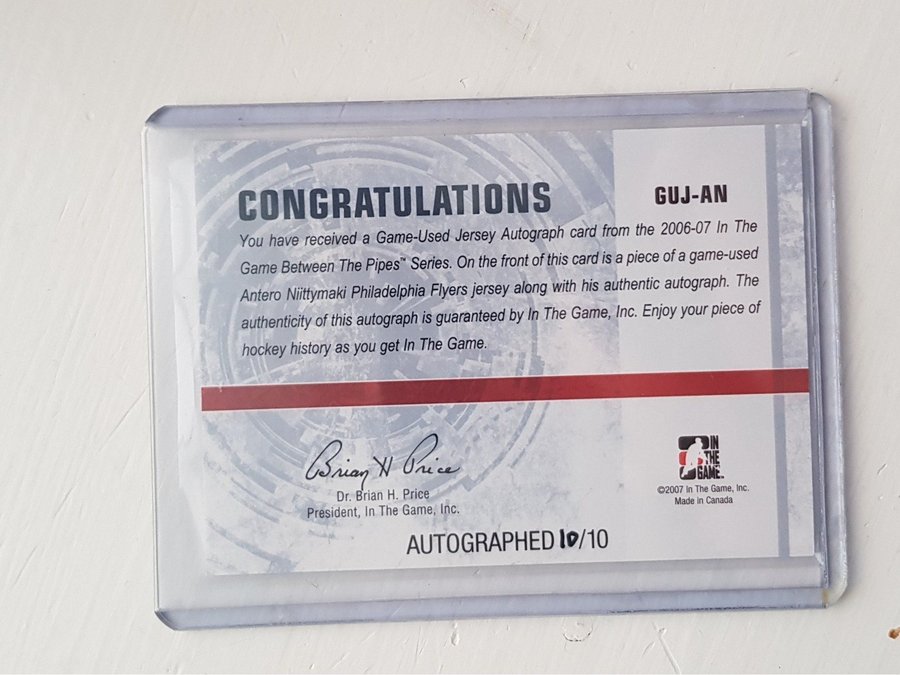 CONGRATULATIONS
GUJ-AN
You have received a Game-Used Jersey Autograph card from the 2006-07 In The
Game Between The Pipes™ Series. On the front of this card is a piece of a game-used
Antero Niittymaki Philadelphia Flyers jersey along with his authentic autograph. The
authenticity of this autograph is guaranteed by In The Game, Inc. Enjoy your piece of
hockey history as you get In The Game.
Brian H Price
Dr. Brian H. Price
President, In The Game, Inc.
IN
THE
GAME
©2007 In The Game, Inc.
Made in Canada
AUTOGRAPHED 10/10